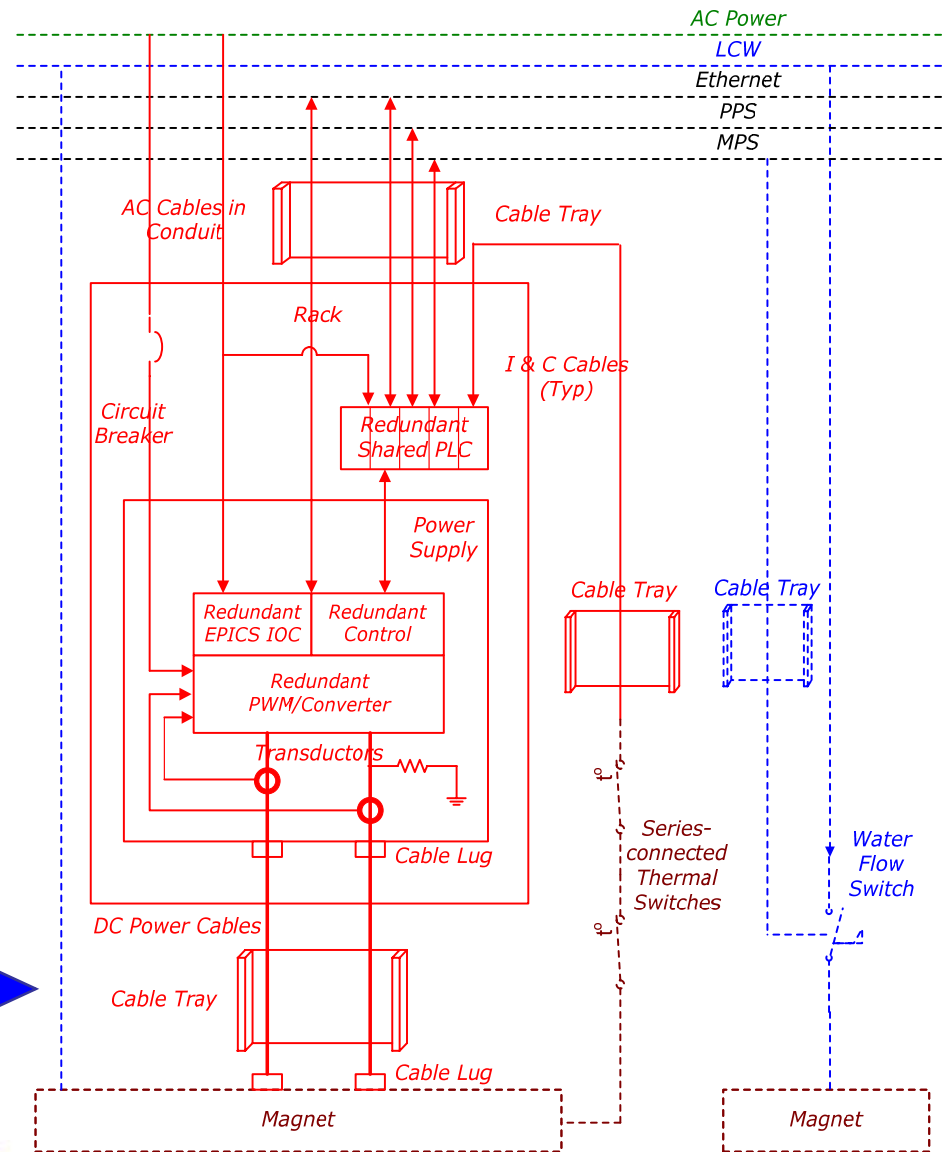 AC Power
LCW
Ethernet
PPS
MPS
AC Cables in
Conduit
Cable Tray
Rack
I & C Cables
(Typ)
Circuit
Breaker
Redundant
Shared PLC
Power
Supply
Redundant
EPICS IOC
Redundant
Control
Cable Tray
Cable Tray
Redundant
PWM/Converter
Transductors
t°
Series-
connected
Thermal
Switches
Water
Flow
Switch
Cable Lug
t°
DC Power Cables
Cable Tray
Cable Lug
Magnet
Magnet